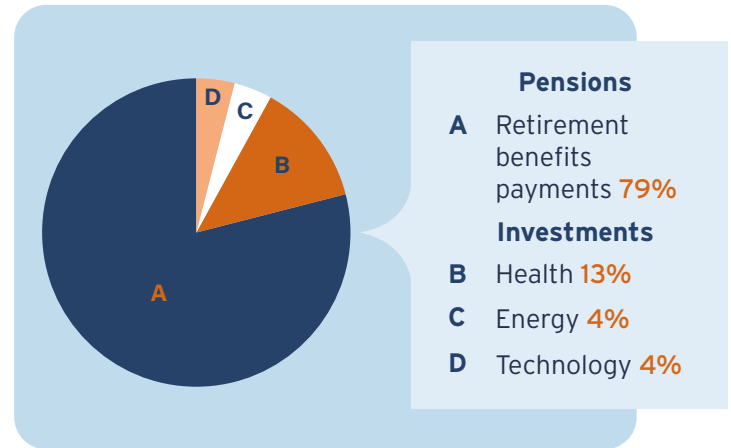 D
C
B
A
Pensions
A Retirement
benefits
payments 79%
Investments
B Health 13%
C Energy 4%
D Technology 4%